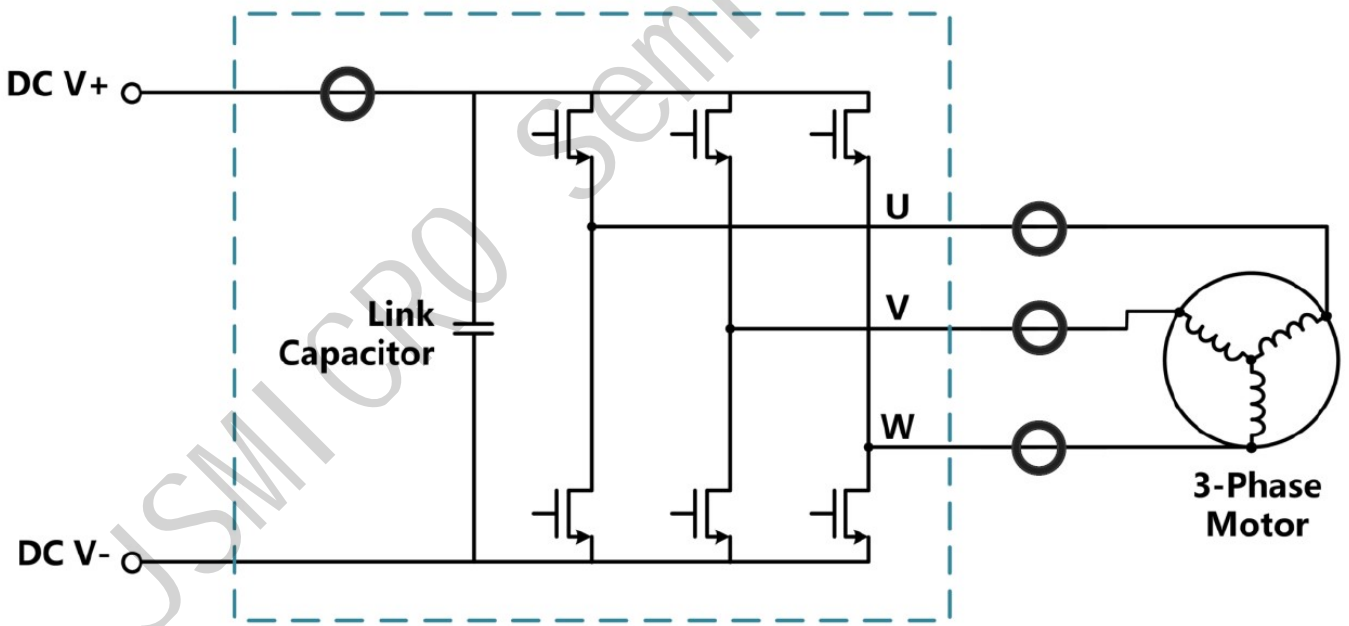 DC V+
U
V
Link
Capacitor
W
3-Phase
Motor
DC V-
JSMICRO Semi